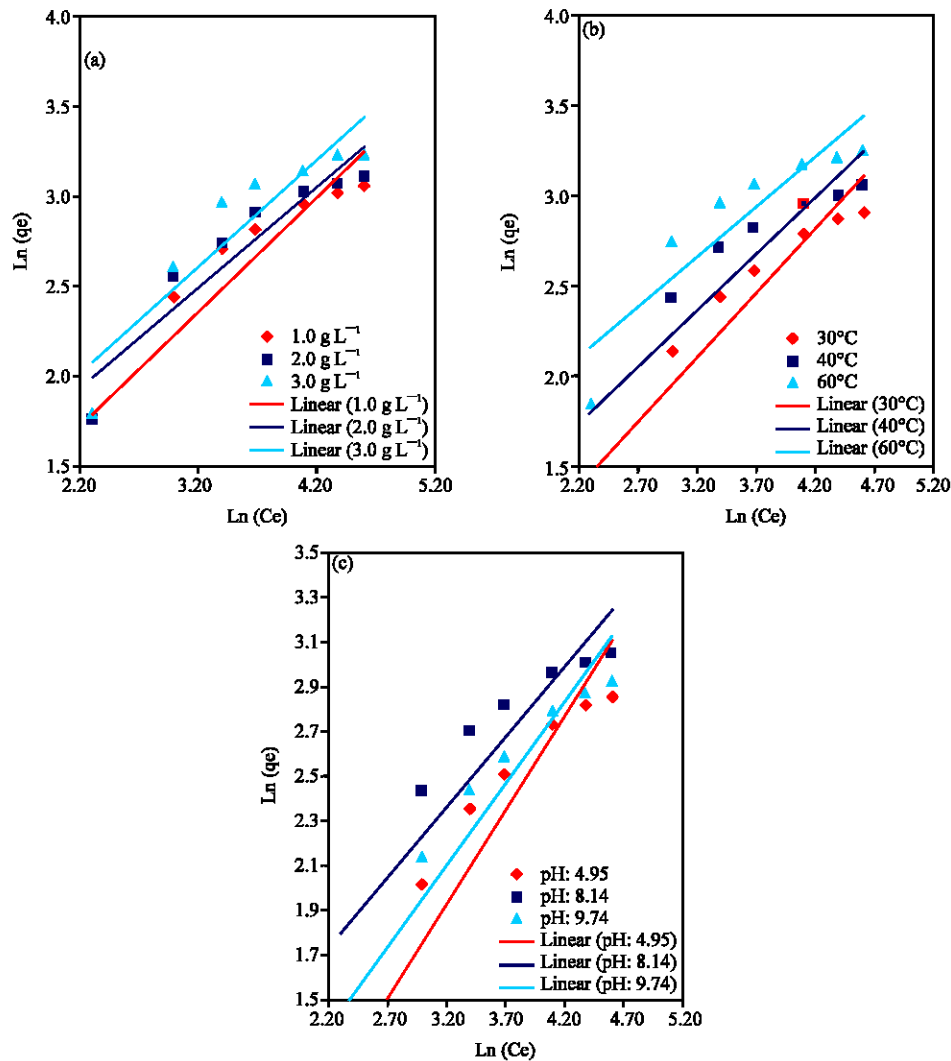 (a)
Ln (qe)
4.0
3.5
3.0
2.5
2.0
1.5
2.20 3.20 4.20 5.20
Ln (Ce)
1.0 g L⁻¹
2.0 g L⁻¹
3.0 g L⁻¹
Linear (1.0 g L⁻¹)
Linear (2.0 g L⁻¹)
Linear (3.0 g L⁻¹)
(b)
Ln (qe)
4.0
3.5
3.0
2.5
2.0
1.5
2.20 2.70 3.20 3.70 4.20 4.70 5.20
Ln (Ce)
30°C
40°C
60°C
Linear (30°C)
Linear (40°C)
Linear (60°C)
(c)
Ln (qe)
3.5
3.3
3.1
2.9
2.7
2.5
2.3
2.1
1.9
1.7
1.5
2.20 2.70 3.20 3.70 4.20 4.70 5.20
Ln (Ce)
pH: 4.95
pH: 8.14
pH: 9.74
Linear (pH: 4.95)
Linear (pH: 8.14)
Linear (pH: 9.74)